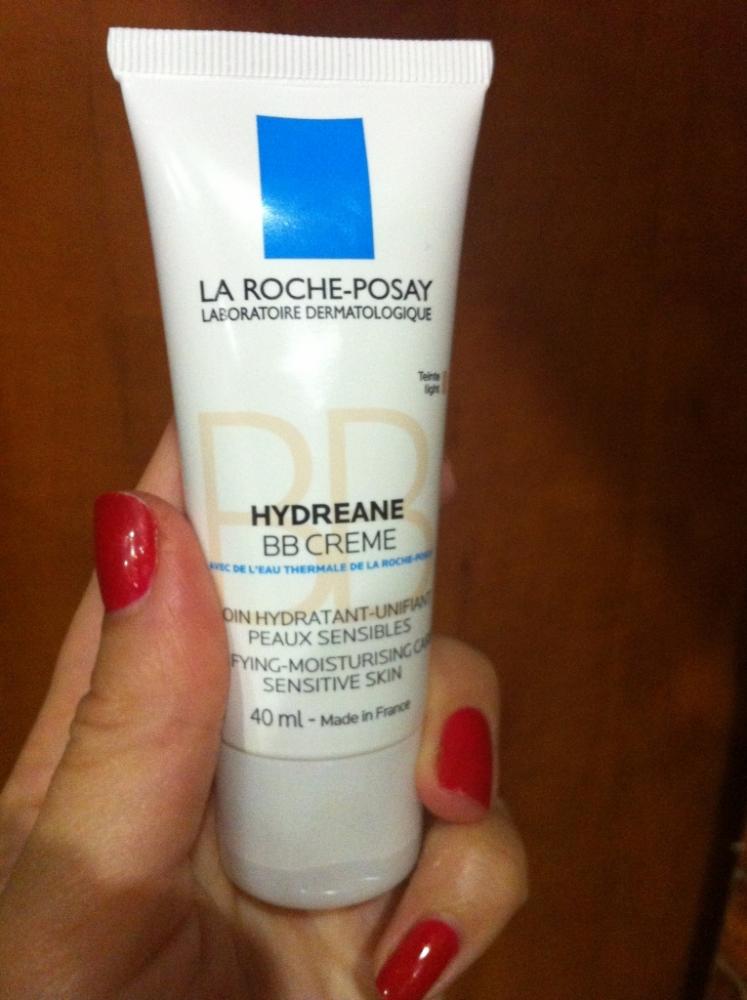 LA ROCHE-POSAY
LABORATOIRE DERMATOLOGIQUE
Teinte
light
BB
HYDREANE
BB CREME
AVEC DE L'EAU THERMALE DE LA ROCHE-POSAY
OIN HYDRATANT-UNIFIANT
PEAUX SENSIBLES
FYING-MOISTURISING CA
SENSITIVE SKIN
40 ml - Made in France